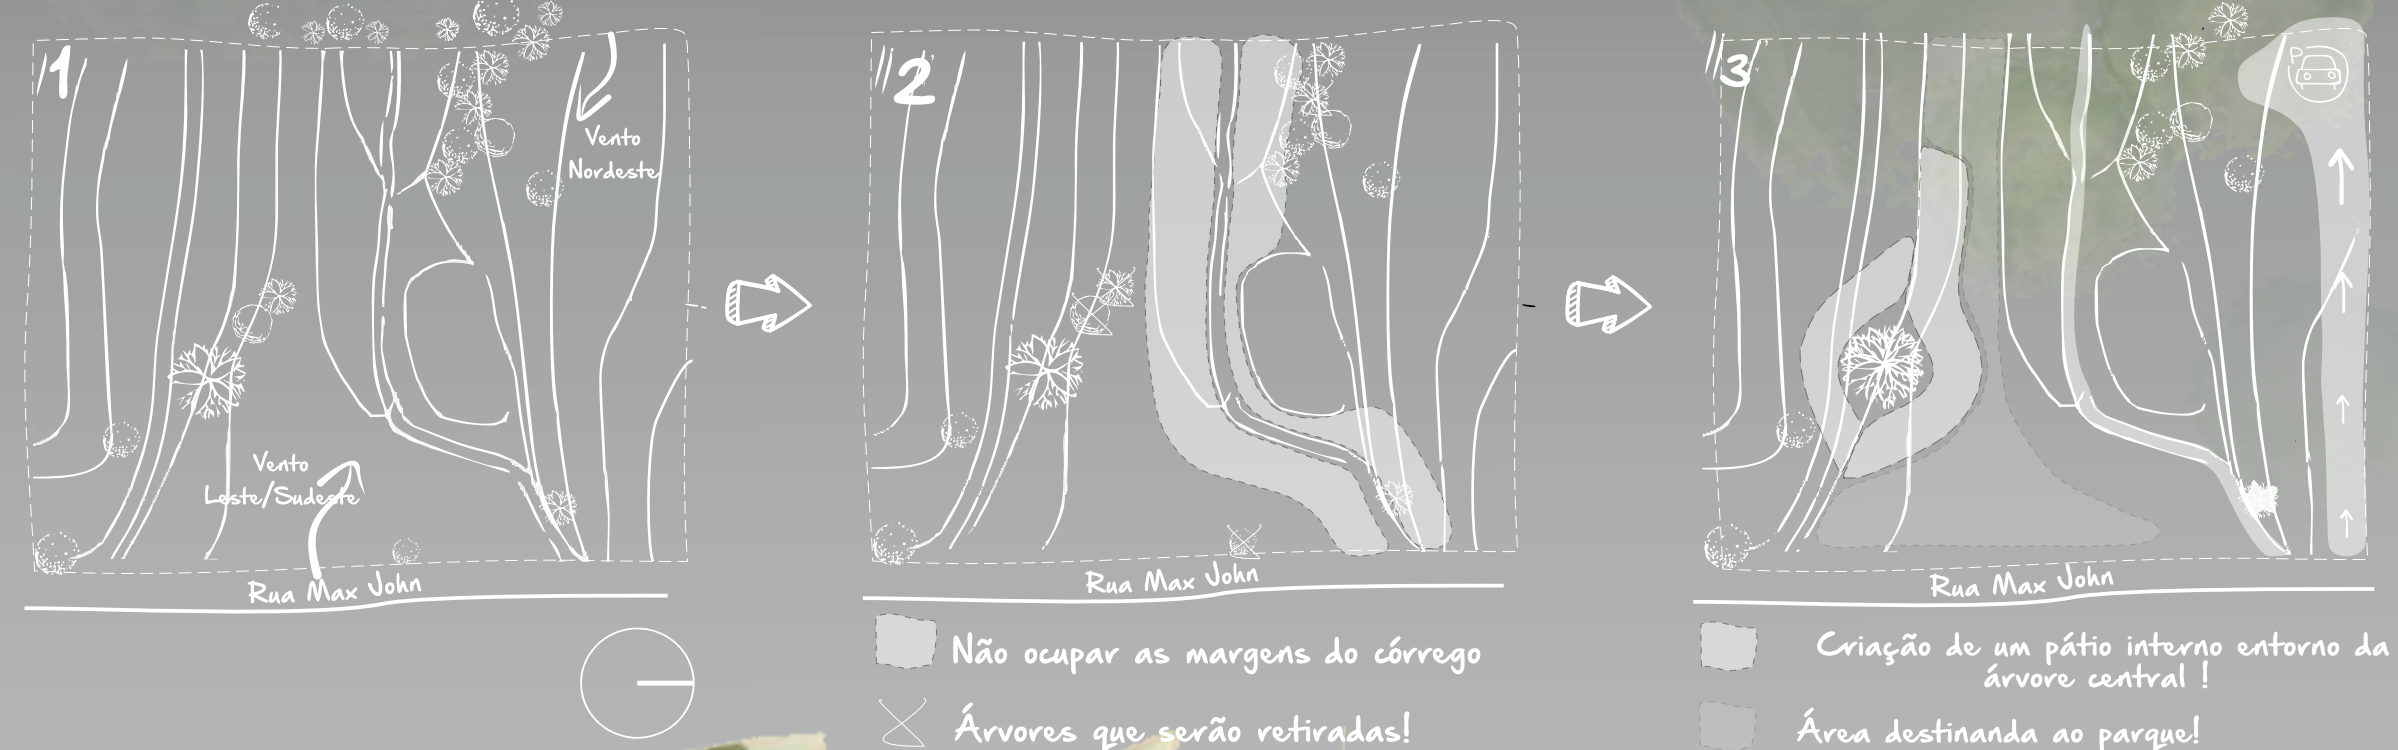 1
Vento
Nordeste
Vento
Leste/Sudeste
Rua Max John
2
Rua Max John
Não ocupar as margens do córrego
Árvores que serão retiradas!
3
P
Rua Max John
Criação de um pátio interno entorno da
árvore central !
Área destinanda ao parque!